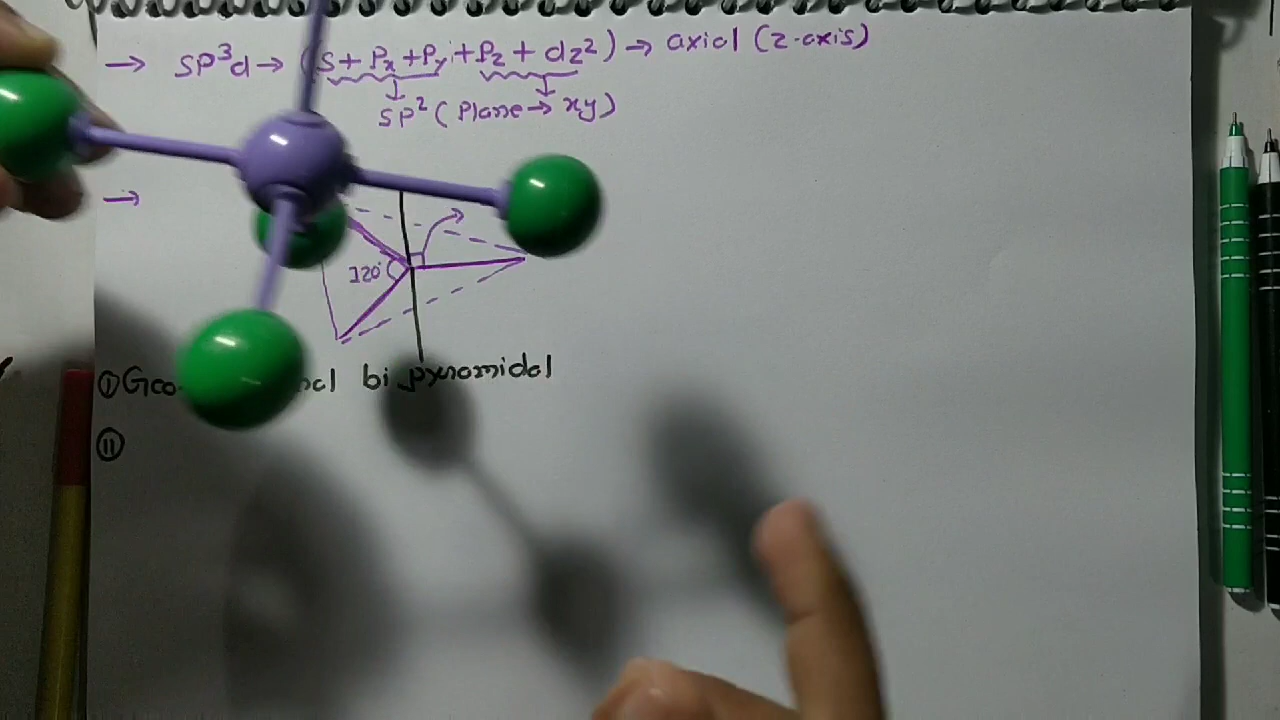 → SP³d → (S + Px + Py + Pz + dz²) → axial (z-axis)
↓ ↓
SP² (Plane → xy)
→
120°
① Geo nal bi pyramidal
②